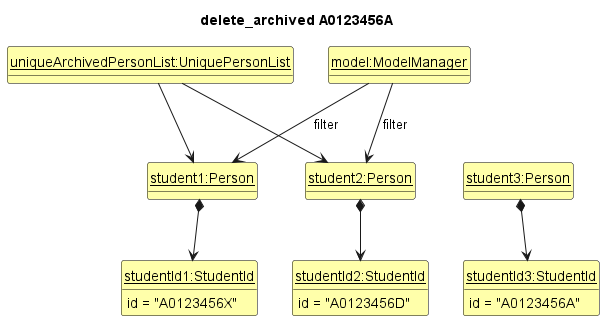 delete_archived A0123456A
uniqueArchivedPersonList:UniquePersonList
model:ModelManager
filter
filter
student1:Person
student2:Person
student3:Person
studentId1:StudentId
id = "A0123456X"
studentId2:StudentId
id = "A0123456D"
studentId3:StudentId
id = "A0123456A"